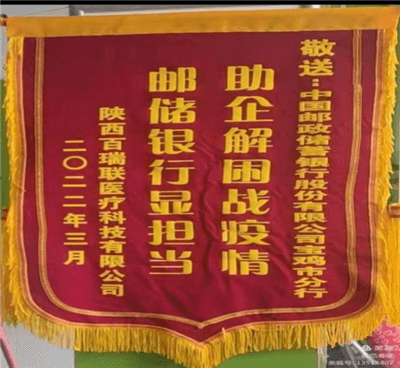 敬送：中国邮政储蓄银行股份有限公司宝鸡市分行
助企解困战疫情
邮储银行显担当
陕西百瑞联医疗科技有限公司
二〇二二年三月